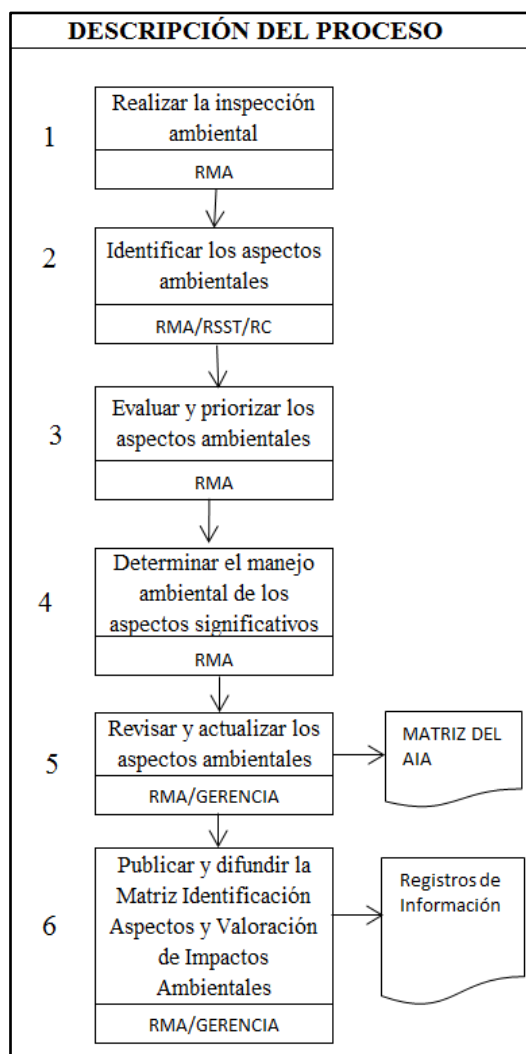 DESCRIPCIÓN DEL PROCESO
1
Realizar la inspección
ambiental
RMA
2
Identificar los aspectos
ambientales
RMA/RSST/RC
3
Evaluar y priorizar los
aspectos ambientales
RMA
4
Determinar el manejo
ambiental de los
aspectos significativos
RMA
5
Revisar y actualizar los
aspectos ambientales
RMA/GERENCIA
MATRIZ DEL
AIA
6
Publicar y difundir la
Matriz Identificación
Aspectos y Valoración
de Impactos
Ambientales
RMA/GERENCIA
Registros de
Información